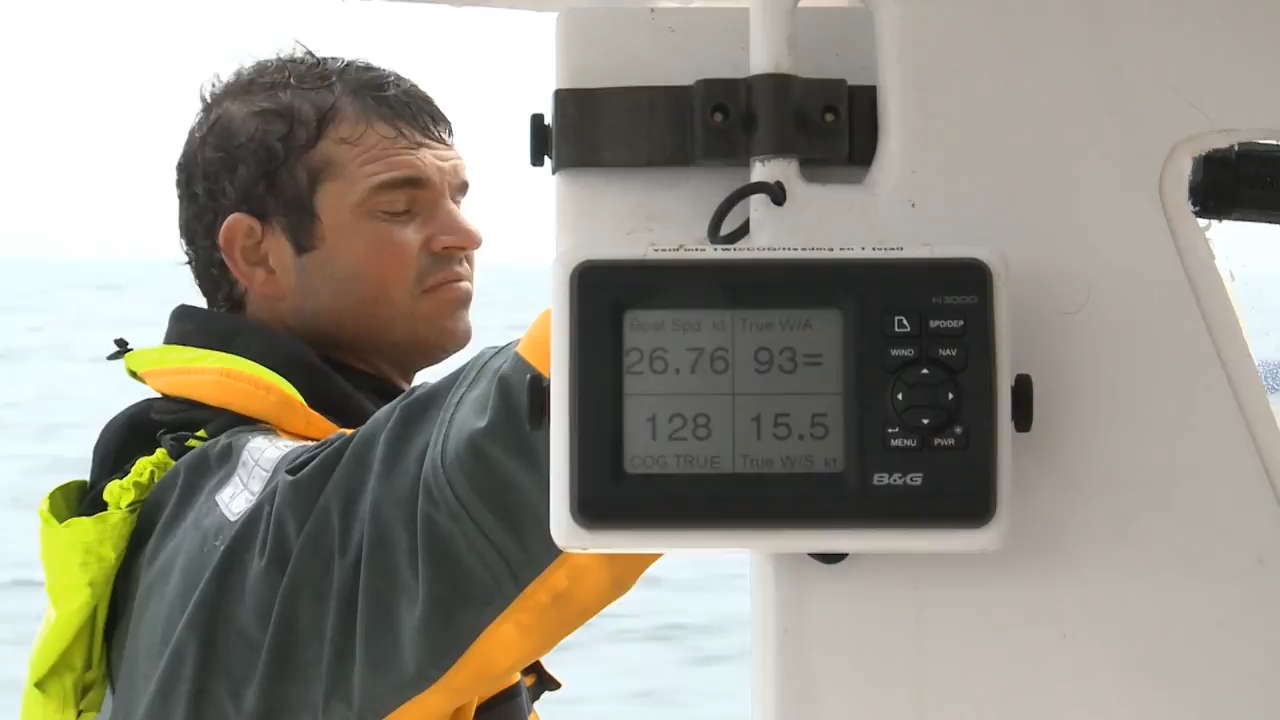 H3000
Boat Spd kt True W/A
26.76 93=
128 15.5
COG TRUE True W/S kt
SPD/DEP
WIND NAV
MENU PWR
B&G